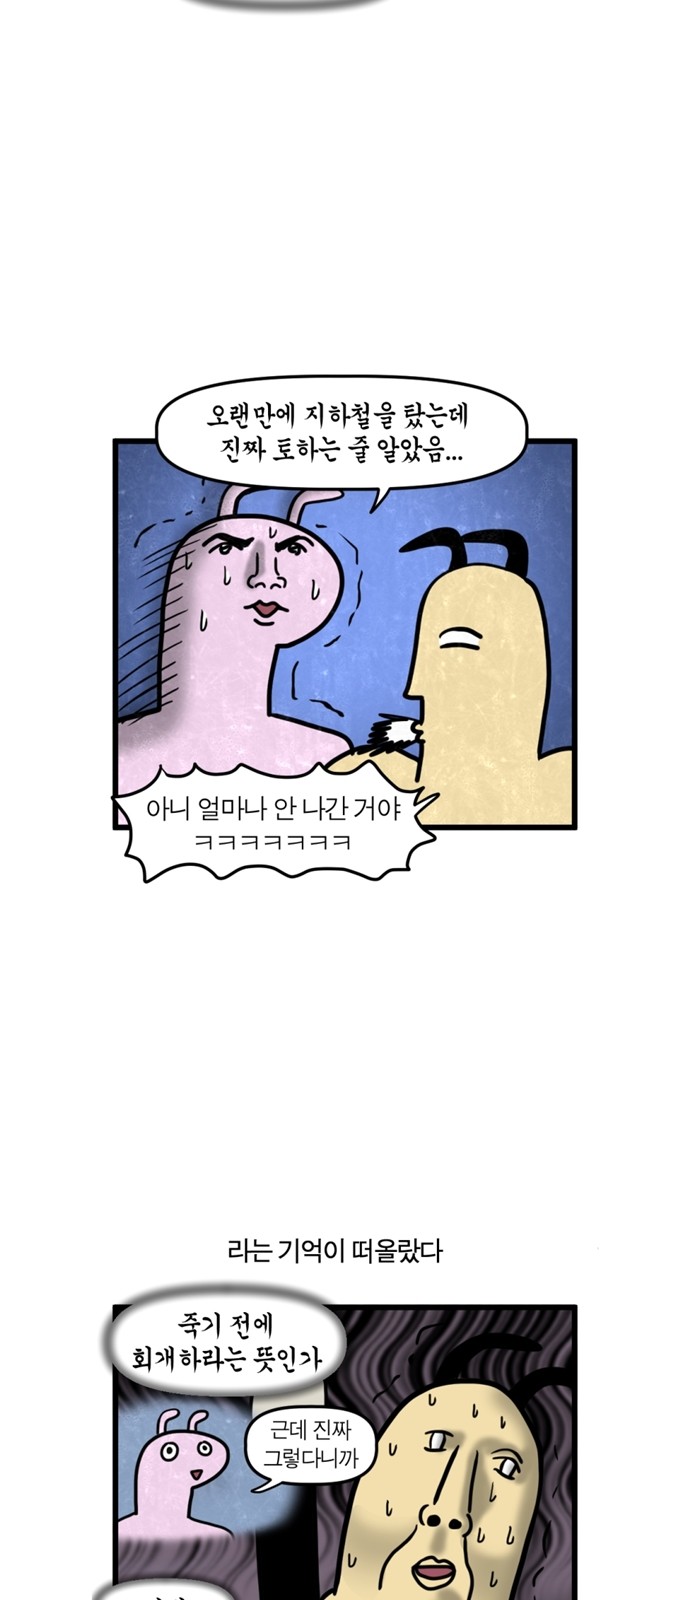 오랜만에 지하철을 탔는데
진짜 토하는 줄 알았음...
아니 얼마나 안 나간 거야
ㅋㅋㅋㅋㅋㅋㅋ
라는 기억이 떠올랐다
죽기 전에
회개하라는 뜻인가
근데 진짜
그렇다니까